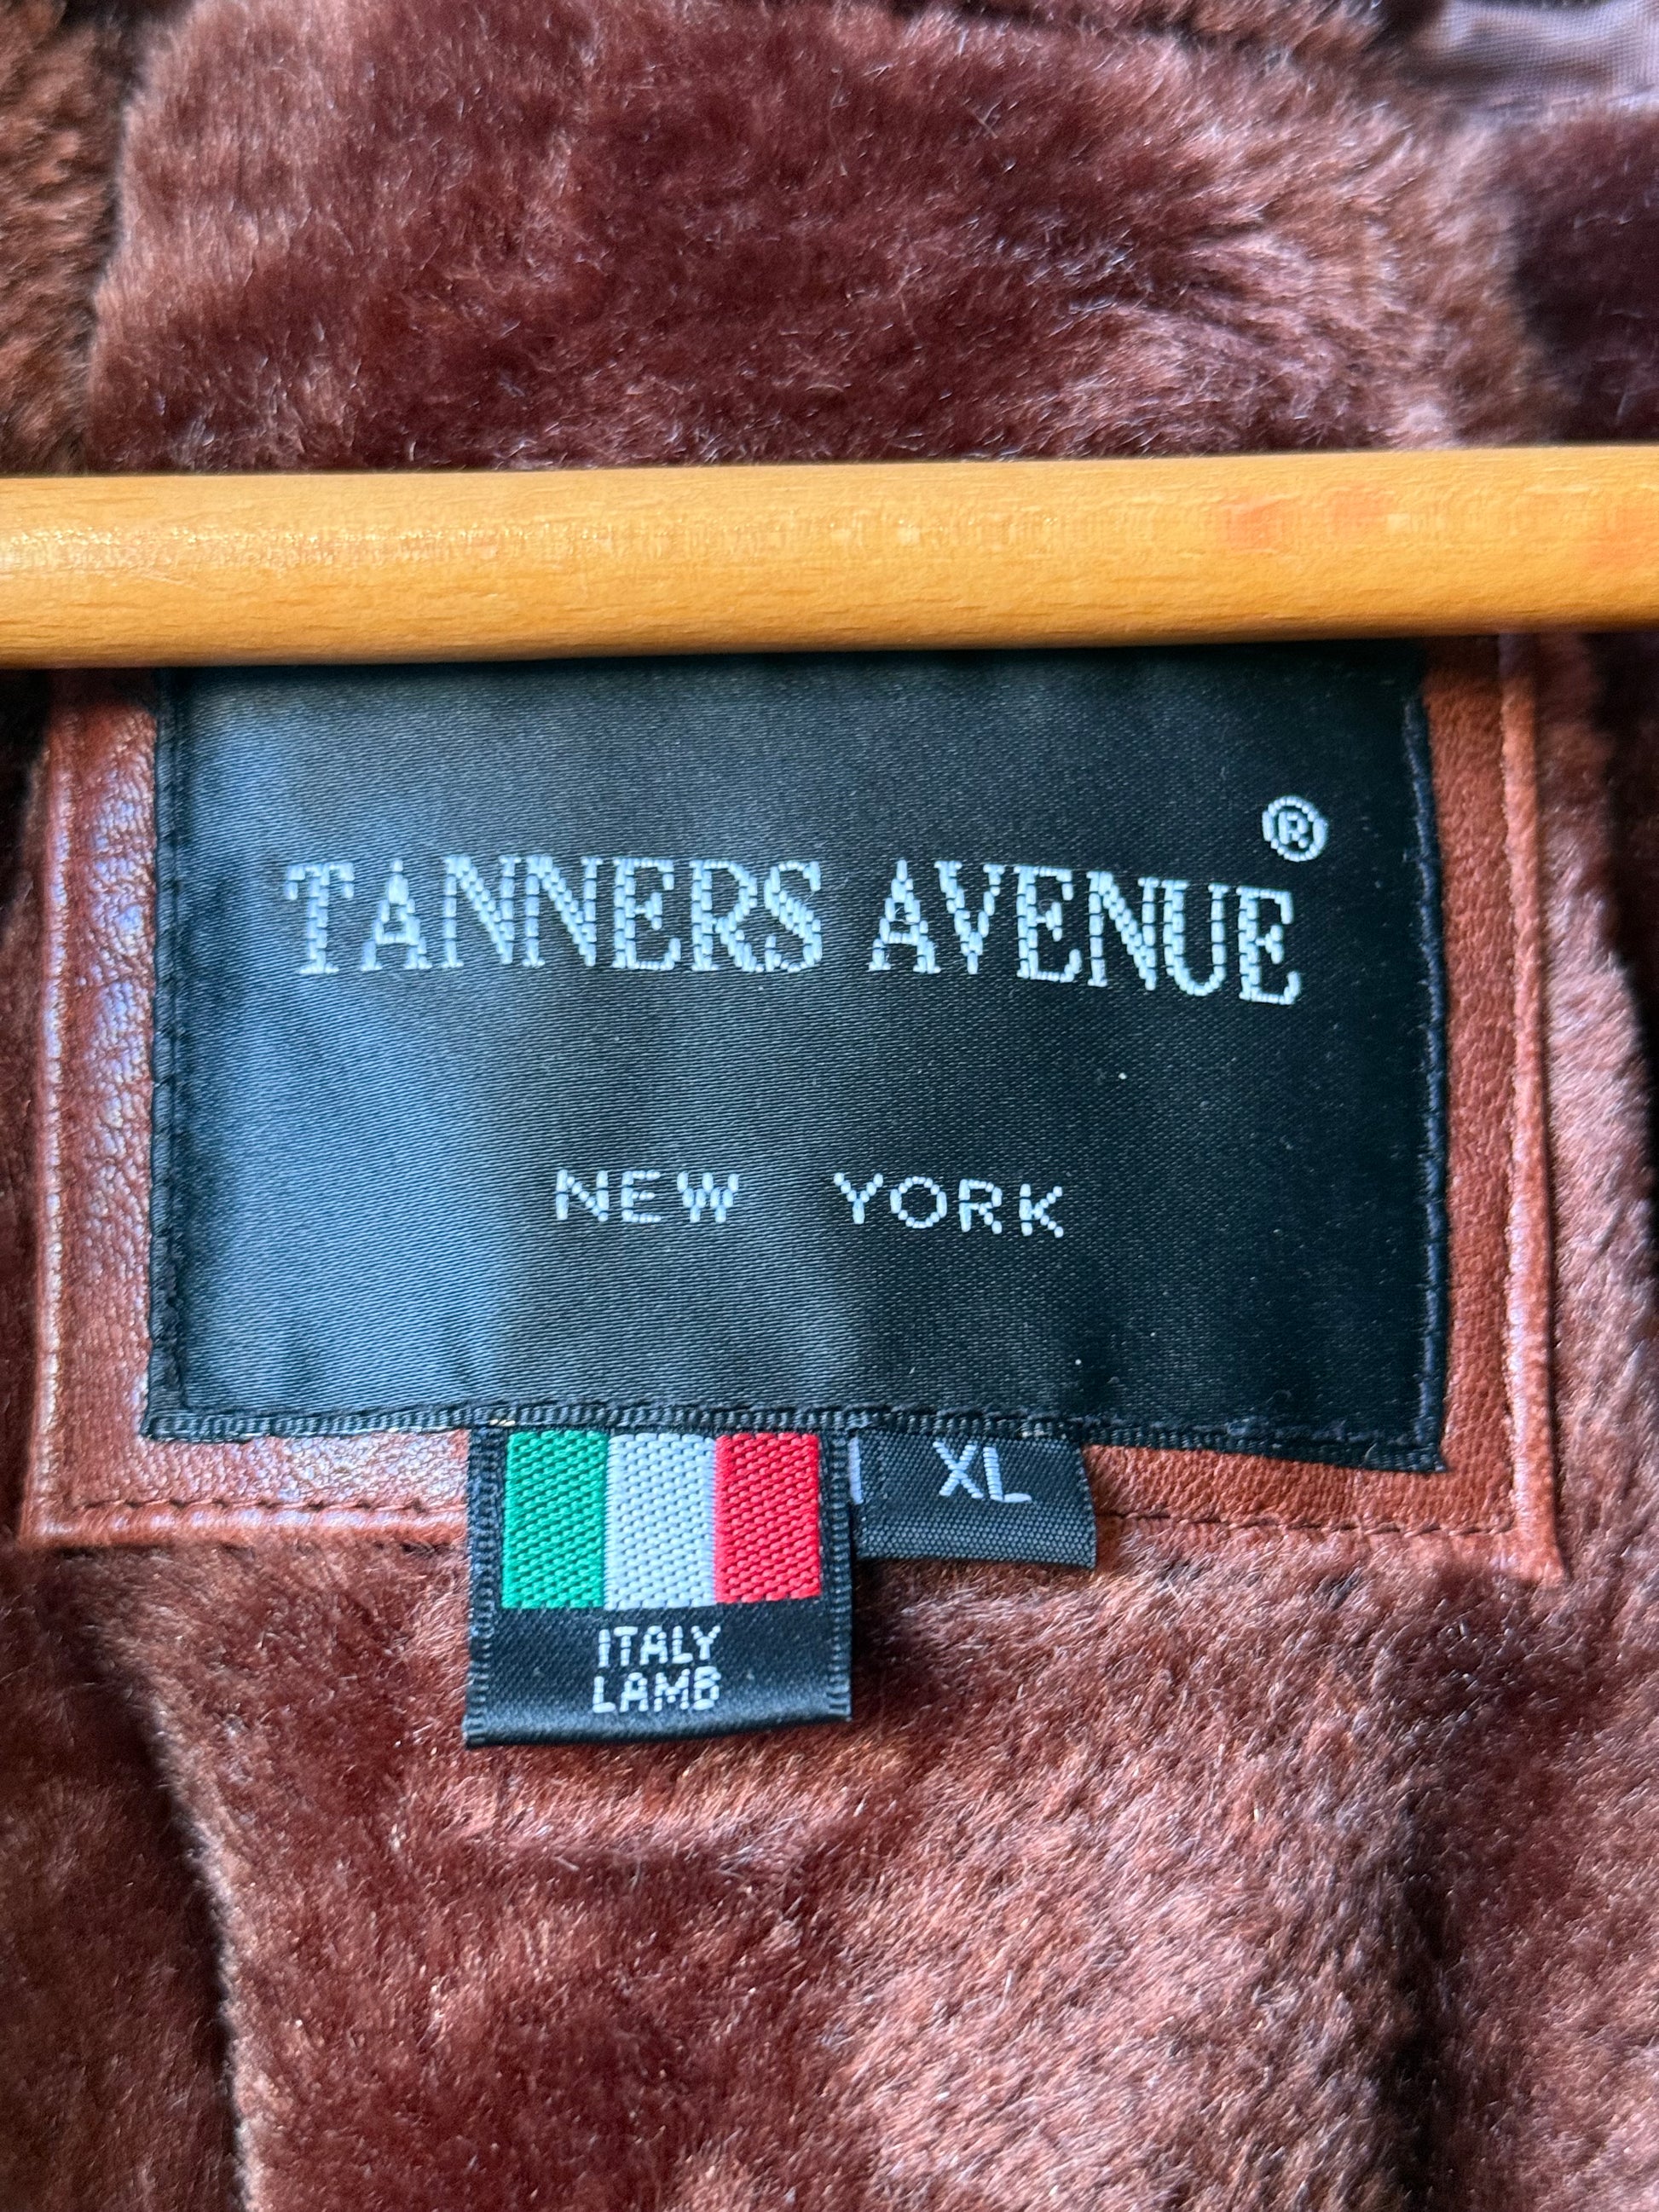 TANNERS AVENUE ®
NEW YORK
XL
ITALY
LAMB